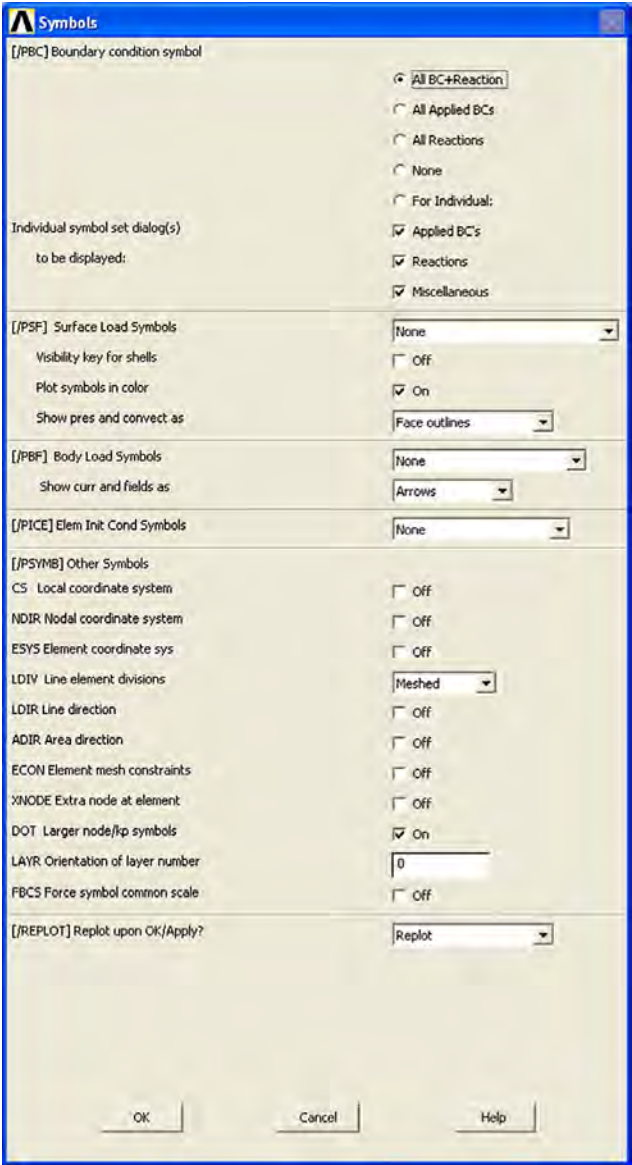 Symbols
[/PBC] Boundary condition symbol
All BC+Reaction
All Applied BCs
All Reactions
None
For Individual:
Individual symbol set dialog(s) Applied BC's
to be displayed: Reactions
Miscellaneous
[/PSF] Surface Load Symbols None
Visibility key for shells Off
Plot symbols in color On
Show pres and convect as Face outlines
[/PBF] Body Load Symbols None
Show curr and fields as Arrows
[/PICE] Elem Init Cond Symbols None
[/PSYMB] Other Symbols
CS Local coordinate system Off
NDIR Nodal coordinate system Off
ESYS Element coordinate sys Off
LDIV Line element divisions Meshed
LDIR Line direction Off
ADIR Area direction Off
ECON Element mesh constraints Off
XNODE Extra node at element Off
DOT Larger node/kp symbols On
LAYR Orientation of layer number 0
FBCS Force symbol common scale Off
[/REPLOT] Replot upon OK/Apply? Replot
OK Cancel Help